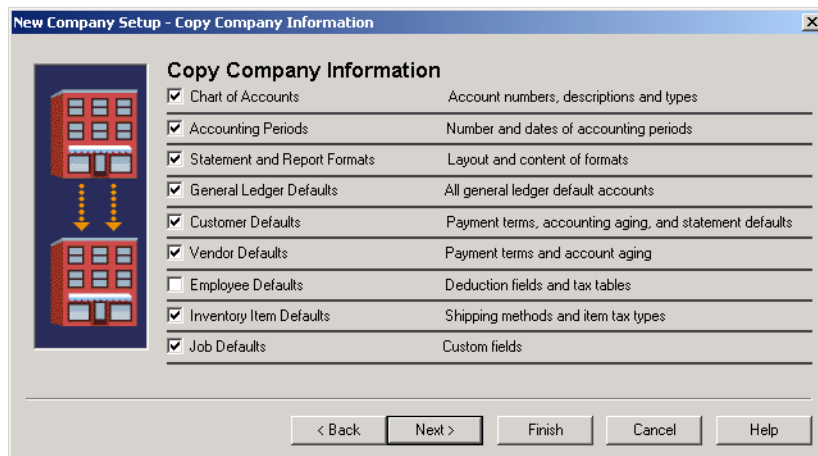 New Company Setup - Copy Company Information
Copy Company Information
Chart of Accounts Account numbers, descriptions and types
Accounting Periods Number and dates of accounting periods
Statement and Report Formats Layout and content of formats
General Ledger Defaults All general ledger default accounts
Customer Defaults Payment terms, accounting aging, and statement defaults
Vendor Defaults Payment terms and account aging
Employee Defaults Deduction fields and tax tables
Inventory Item Defaults Shipping methods and item tax types
Job Defaults Custom fields
< Back Next > Finish Cancel Help